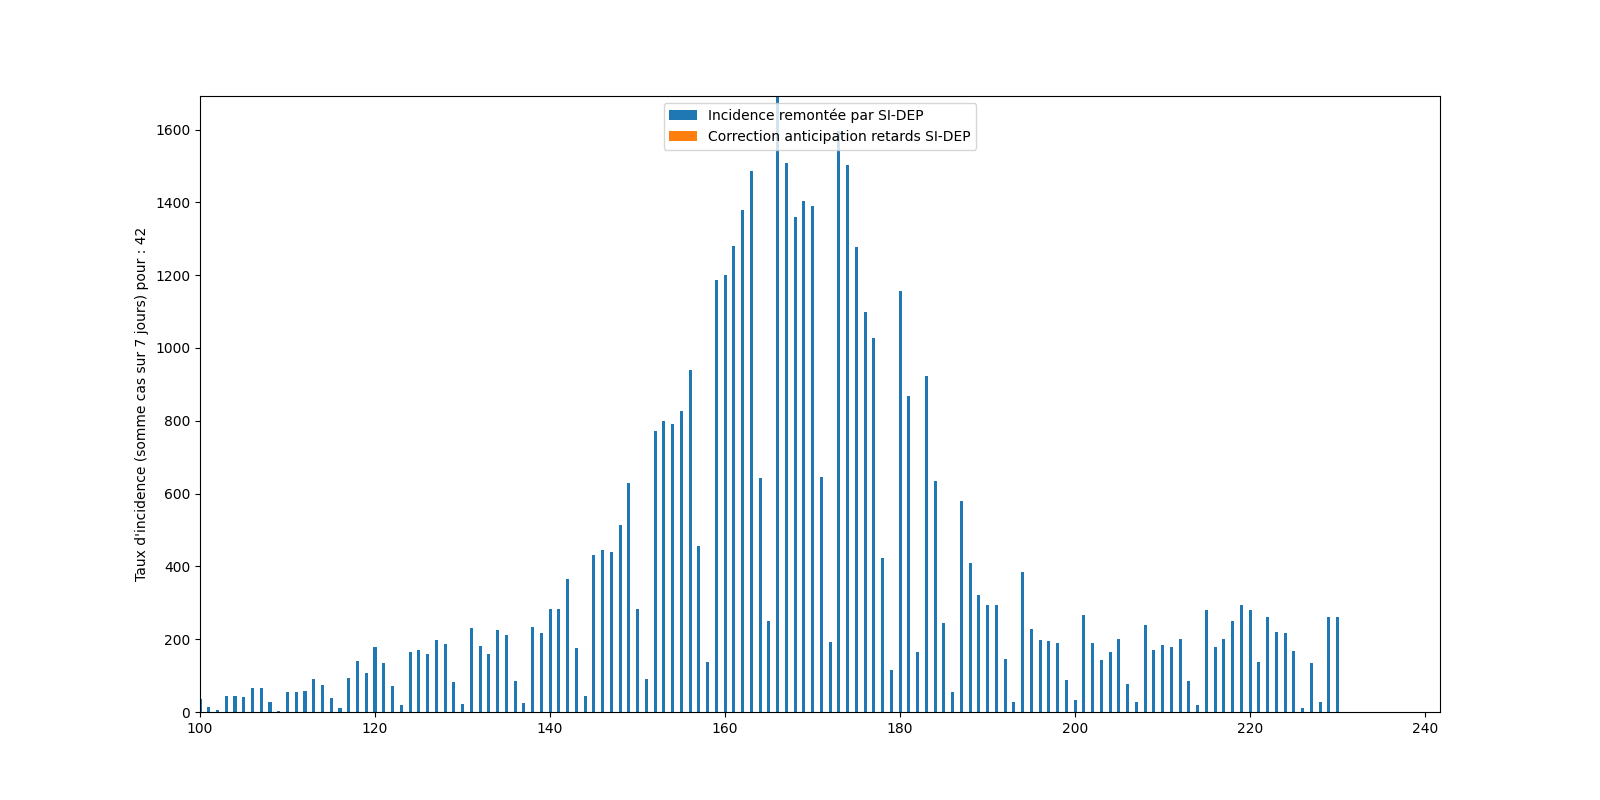 Incidence remontée par SI-DEP
Correction anticipation retards SI-DEP
Taux d'incidence (somme cas sur 7 jours) pour : 42
1600
1400
1200
1000
800
600
400
200
0
100 120 140 160 180 200 220 240